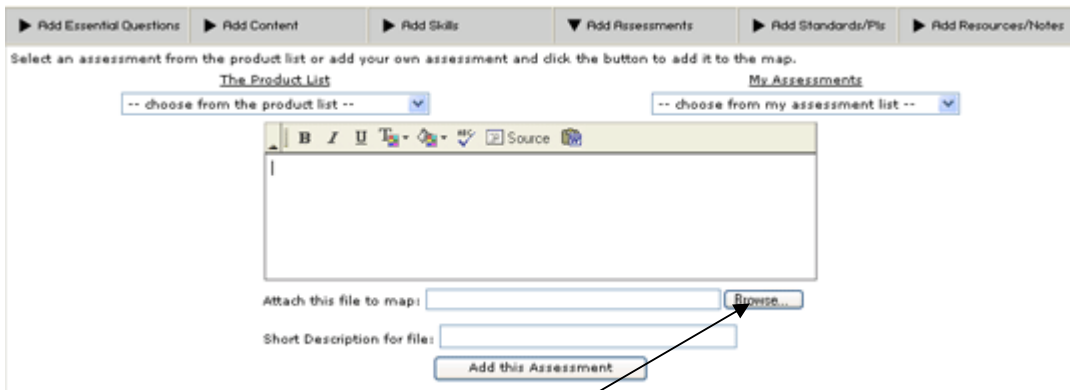 Add Essential Questions Add Content Add Skills Add Assessments Add Standards/PIs Add Resources/Notes
Select an assessment from the product list or add your own assessment and click the button to add it to the map.
The Product List My Assessments
-- choose from the product list -- -- choose from my assessment list --
B I U T ABC Source
Attach this file to map: Browse...
Short Description for file:
Add this Assessment